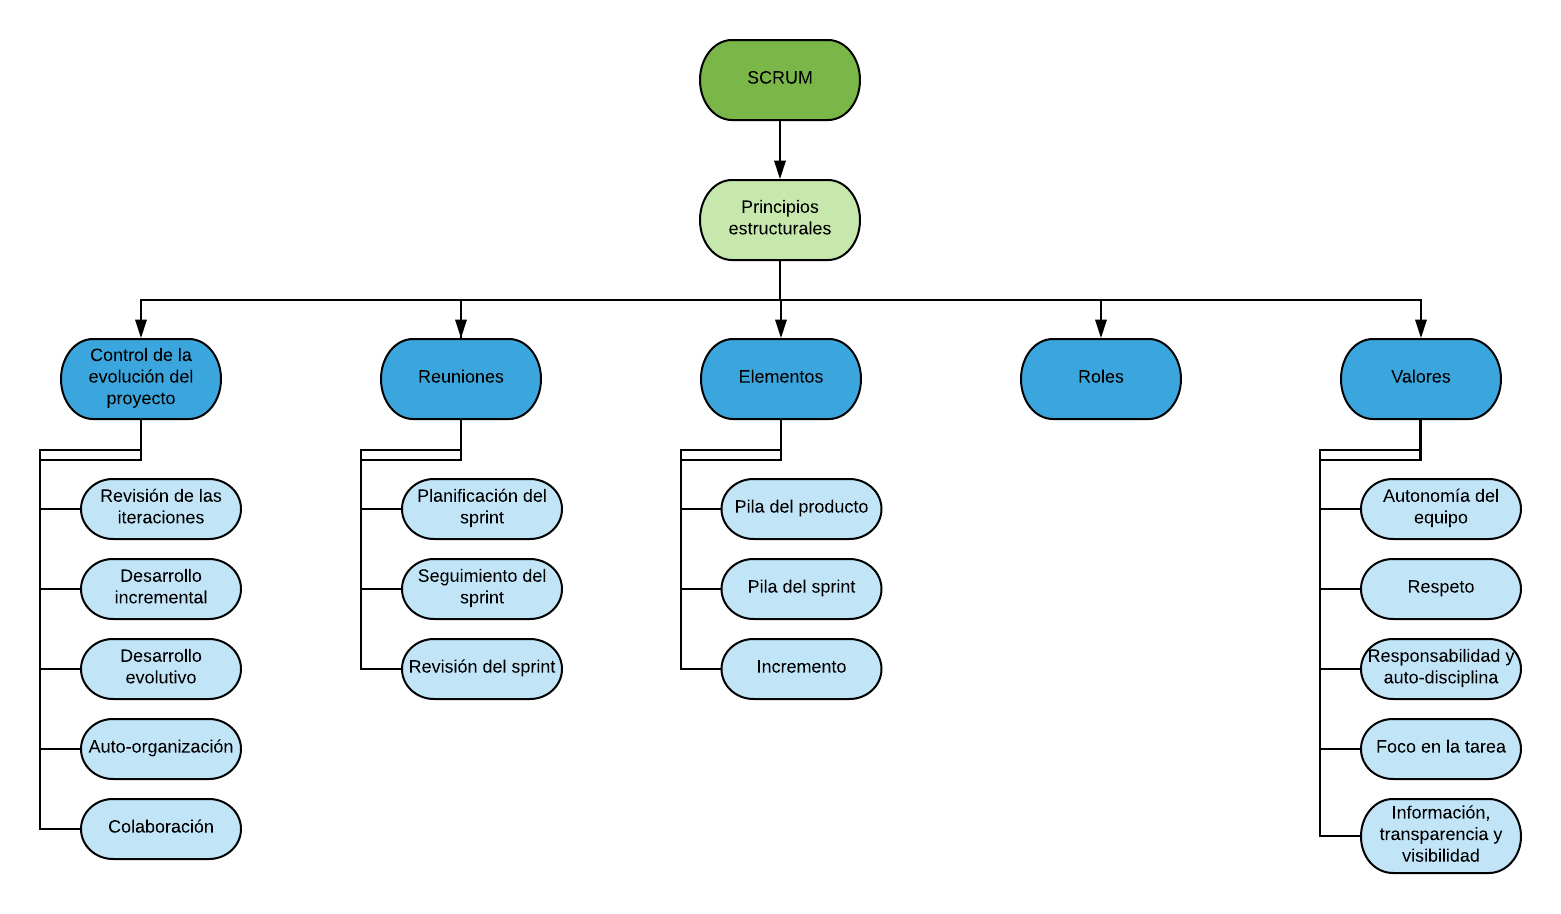 SCRUM
Principios
estructurales
Control de la
evolución del
proyecto
Reuniones
Elementos
Roles
Valores
Revisión de las
iteraciones
Desarrollo
incremental
Desarrollo
evolutivo
Auto-organización
Colaboración
Planificación del
sprint
Seguimiento del
sprint
Revisión del sprint
Pila del producto
Pila del sprint
Incremento
Autonomía del
equipo
Respeto
Responsabilidad y
auto-disciplina
Foco en la tarea
Información,
transparencia y
visibilidad